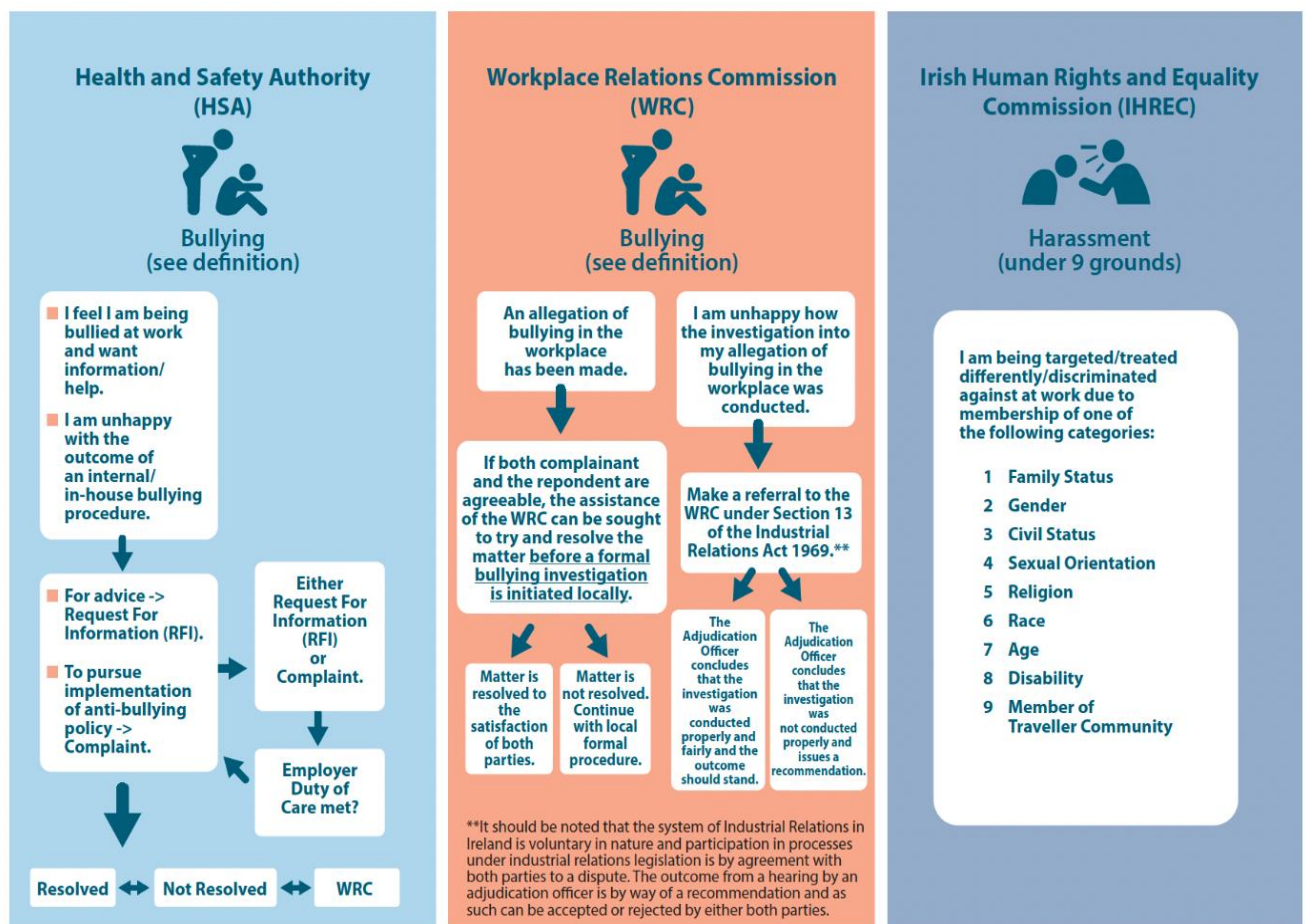 Health and Safety Authority
(HSA)
Bullying
(see definition)
I feel I am being
bullied at work
and want
information/
help.
I am unhappy
with the
outcome of
an internal/
in-house bullying
procedure.
For advice ->
Request For
Information (RFI).
To pursue
implementation
of anti-bullying
policy ->
Complaint.
Either
Request For
Information
(RFI)
or
Complaint.
Employer
Duty of
Care met?
Resolved
Not Resolved
WRC
Workplace Relations Commission
(WRC)
Bullying
(see definition)
An allegation of
bullying in the
workplace
has been made.
If both complainant
and the repondent are
agreeable, the assistance
of the WRC can be sought
to try and resolve the
matter before a formal
bullying investigation
is initiated locally.
Matter is
resolved to
the
satisfaction
of both
parties.
Matter is
not resolved.
Continue
with local
formal
procedure.
I am unhappy how
the investigation into
my allegation of
bullying in the
workplace was
conducted.
Make a referral to the
WRC under Section 13
of the Industrial
Relations Act 1969.**
The
Adjudication
Officer
concludes
that the
investigation
was
conducted
properly and
fairly and the
outcome
should stand.
The
Adjudication
Officer
concludes
that the
investigation
was
not conducted
properly and
issues a
recommendation.
**It should be noted that the system of Industrial Relations in
Ireland is voluntary in nature and participation in processes
under industrial relations legislation is by agreement with
both parties to a dispute. The outcome from a hearing by an
adjudication officer is by way of a recommendation and as
such can be accepted or rejected by either both parties.
Irish Human Rights and Equality
Commission (IHREC)
Harassment
(under 9 grounds)
I am being targeted/treated
differently/discriminated
against at work due to
membership of one of
the following categories:
1 Family Status
2 Gender
3 Civil Status
4 Sexual Orientation
5 Religion
6 Race
7 Age
8 Disability
9 Member of
Traveller Community